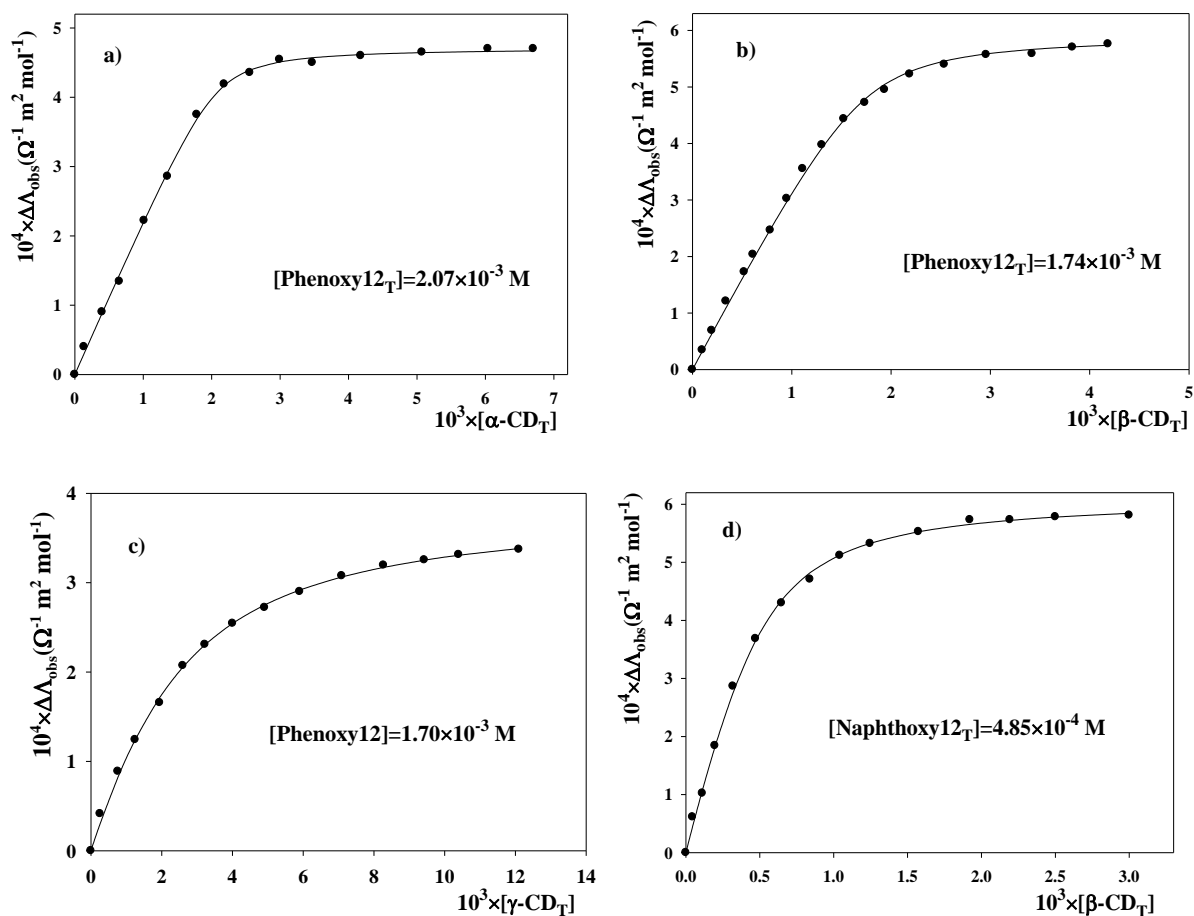 a)
10⁴×ΔΛobs(Ω⁻¹ m² mol⁻¹)
5
4
3
2
1
0
[Phenoxy12T]=2.07×10⁻³ M
0 1 2 3 4 5 6 7
10³×[α-CDT]
b)
10⁴×ΔΛobs(Ω⁻¹ m² mol⁻¹)
6
5
4
3
2
1
0
[Phenoxy12T]=1.74×10⁻³ M
0 1 2 3 4 5
10³×[β-CDT]
c)
10⁴×ΔΛobs(Ω⁻¹ m² mol⁻¹)
4
3
2
1
0
[Phenoxy12]=1.70×10⁻³ M
0 2 4 6 8 10 12 14
10³×[γ-CDT]
d)
10⁴×ΔΛobs(Ω⁻¹ m² mol⁻¹)
6
5
4
3
2
1
0
[Naphthoxy12T]=4.85×10⁻⁴ M
0.0 0.5 1.0 1.5 2.0 2.5 3.0
10³×[β-CDT]